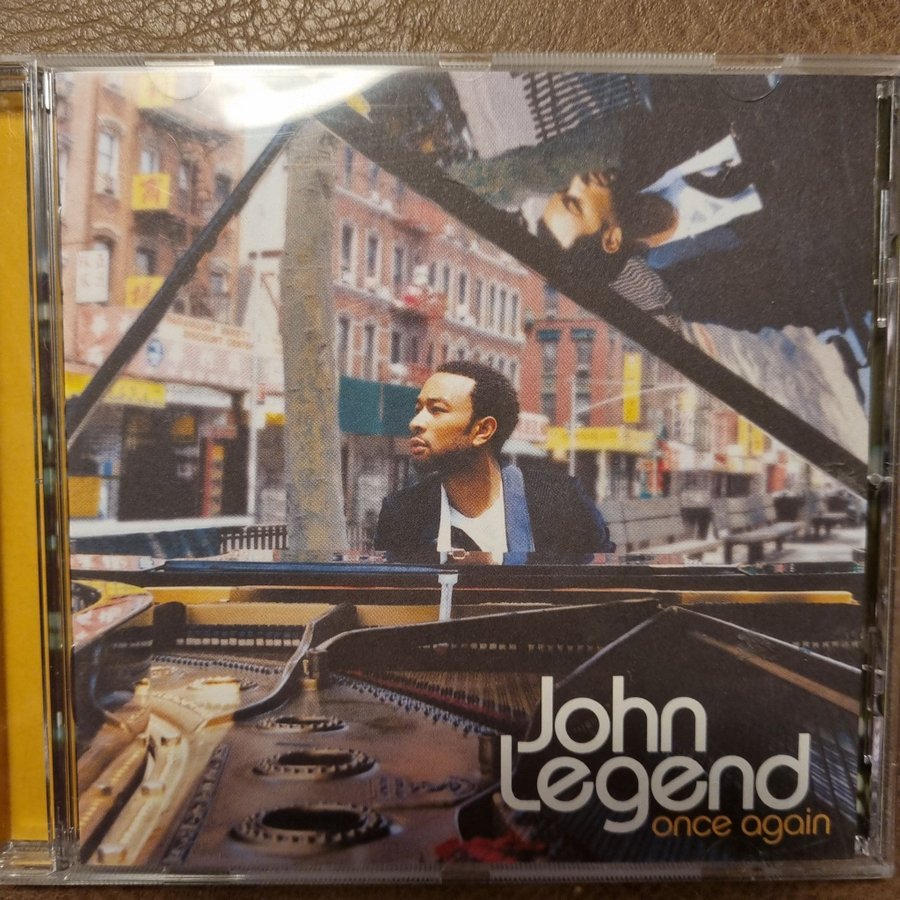 John
Legend
once again